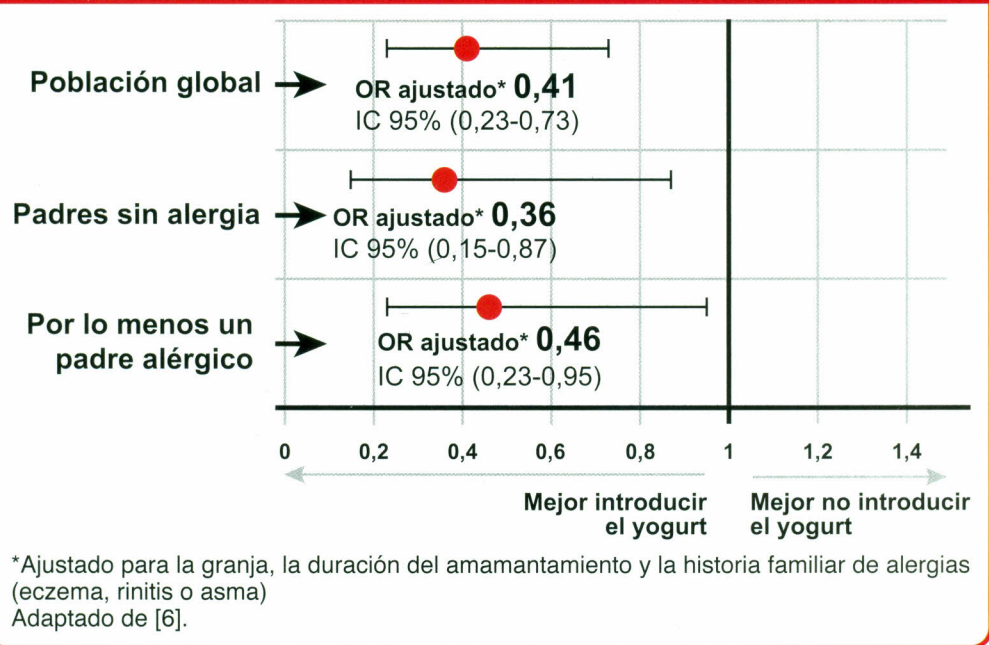 Población global
OR ajustado* 0,41
IC 95% (0,23-0,73)
Padres sin alergia
OR ajustado* 0,36
IC 95% (0,15-0,87)
Por lo menos un
padre alérgico
OR ajustado* 0,46
IC 95% (0,23-0,95)
0 0,2 0,4 0,6 0,8 1 1,2 1,4
Mejor introducir
el yogurt
Mejor no introducir
el yogurt
*Ajustado para la granja, la duración del amamantamiento y la historia familiar de alergias
(eczema, rinitis o asma)
Adaptado de [6].